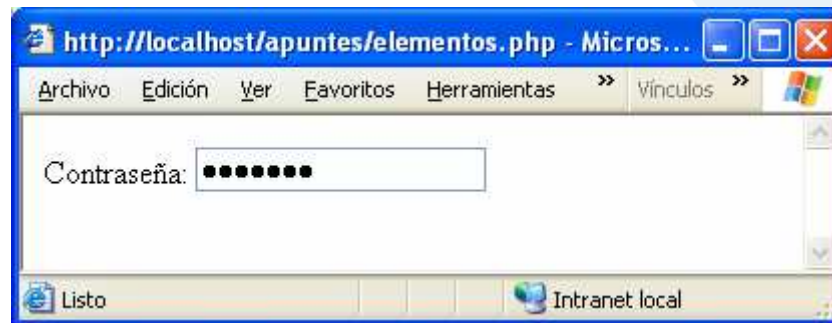 http://localhost/apuntes/elementos.php - Micros...
Archivo Edición Ver Favoritos Herramientas » Vínculos »
Contraseña: •••••••
Listo Intranet local